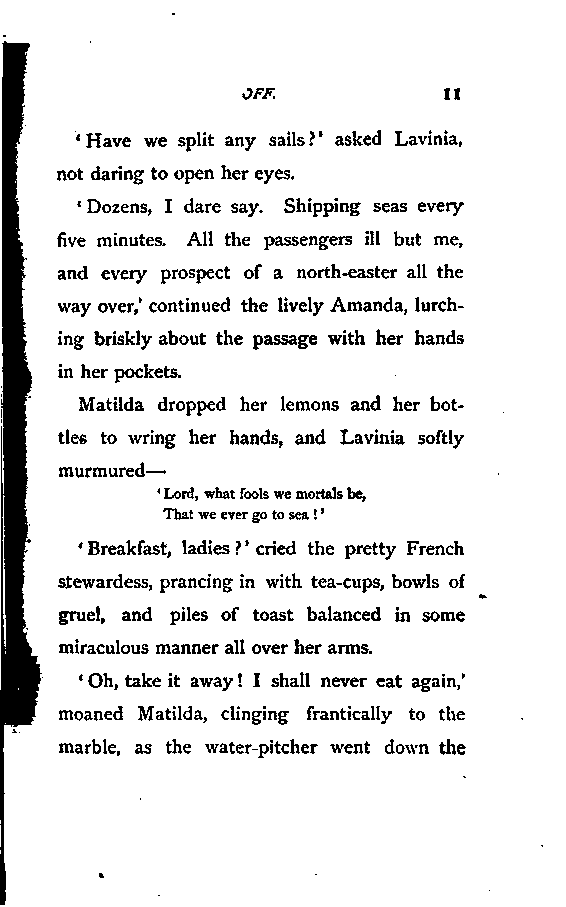 OFF. 11
‘Have we split any sails?’ asked Lavinia,
not daring to open her eyes.
‘Dozens, I dare say. Shipping seas every
five minutes. All the passengers ill but me,
and every prospect of a north-easter all the
way over,’ continued the lively Amanda, lurch-
ing briskly about the passage with her hands
in her pockets.
Matilda dropped her lemons and her bot-
tles to wring her hands, and Lavinia softly
murmured—
‘Lord, what fools we mortals be,
That we ever go to sea!’
‘Breakfast, ladies?’ cried the pretty French
stewardess, prancing in with tea-cups, bowls of
gruel, and piles of toast balanced in some
miraculous manner all over her arms.
‘Oh, take it away! I shall never eat again,’
moaned Matilda, clinging frantically to the
marble, as the water-pitcher went down the